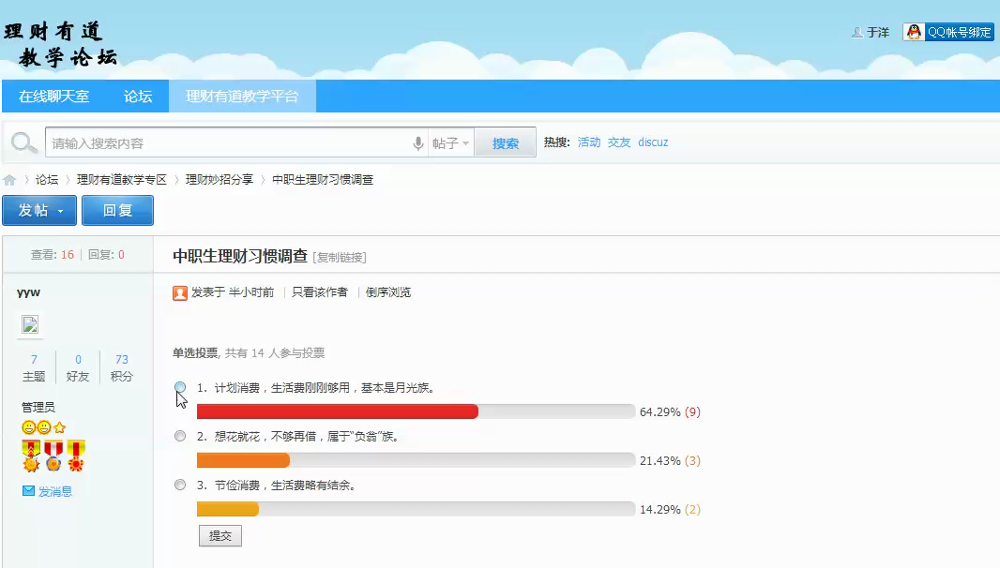 理财有道
教学论坛
于洋 QQ帐号绑定
在线聊天室 论坛 理财有道教学平台
请输入搜索内容 帖子 搜索 热搜: 活动 交友 discuz
论坛 理财有道教学专区 理财妙招分享 中职生理财习惯调查
发帖 回复
查看: 16 | 回复: 0
中职生理财习惯调查 [复制链接]
yyw
发表于 半小时前 | 只看该作者 | 倒序浏览
7 0 73
主题 好友 积分
管理员
发消息
单选投票, 共有 14 人参与投票
1. 计划消费，生活费刚刚够用，基本是月光族。
64.29% (9)
2. 想花就花，不够再借，属于“负翁”族。
21.43% (3)
3. 节俭消费，生活费略有结余。
14.29% (2)
提交